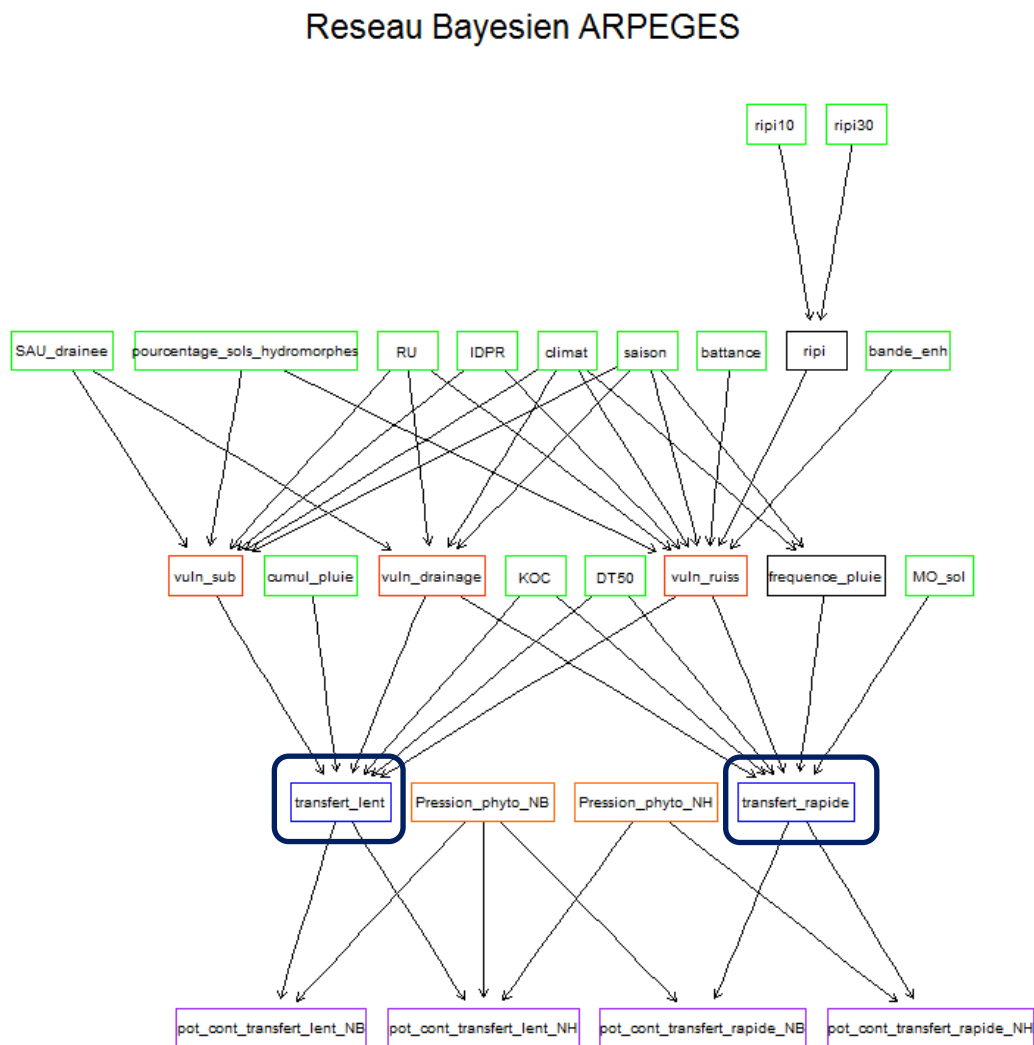 Reseau Bayesien ARPEGES
ripi10 ripi30
SAU_drainee pourcentage_sols_hydromorphes RU IDPR climat saison battance ripi bande_enh
vuln_sub cumul_pluie vuln_drainage KOC DT50 vuln_ruiss frequence_pluie MO_sol
transfert_lent Pression_phyto_NB Pression_phyto_NH transfert_rapide
pot_cont_transfert_lent_NB pot_cont_transfert_lent_NH pot_cont_transfert_rapide_NB pot_cont_transfert_rapide_NH